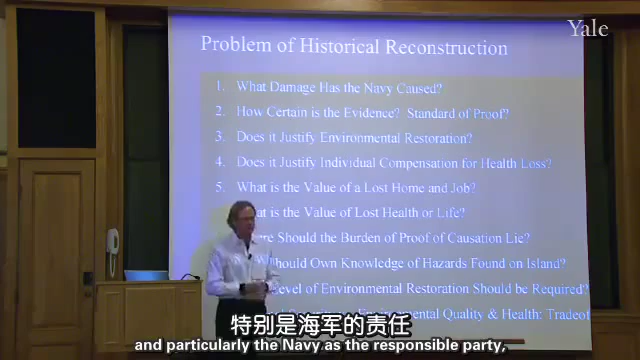 Yale
Problem of Historical Reconstruction
1. What Damage Has the Navy Caused?
2. How Certain is the Evidence? Standard of Proof?
3. Does it Justify Environmental Restoration?
4. Does it Justify Individual Compensation for Health Loss?
5. What is the Value of a Lost Home and Job?
is the Value of Lost Health or Life?
Should the Burden of Proof of Causation Lie?
Should Own Knowledge of Hazards Found on Island?
Level of Environmental Restoration Should be Required?
Environmental Quality & Health:
特别是海军的责任
and particularly the Navy as the responsible party,